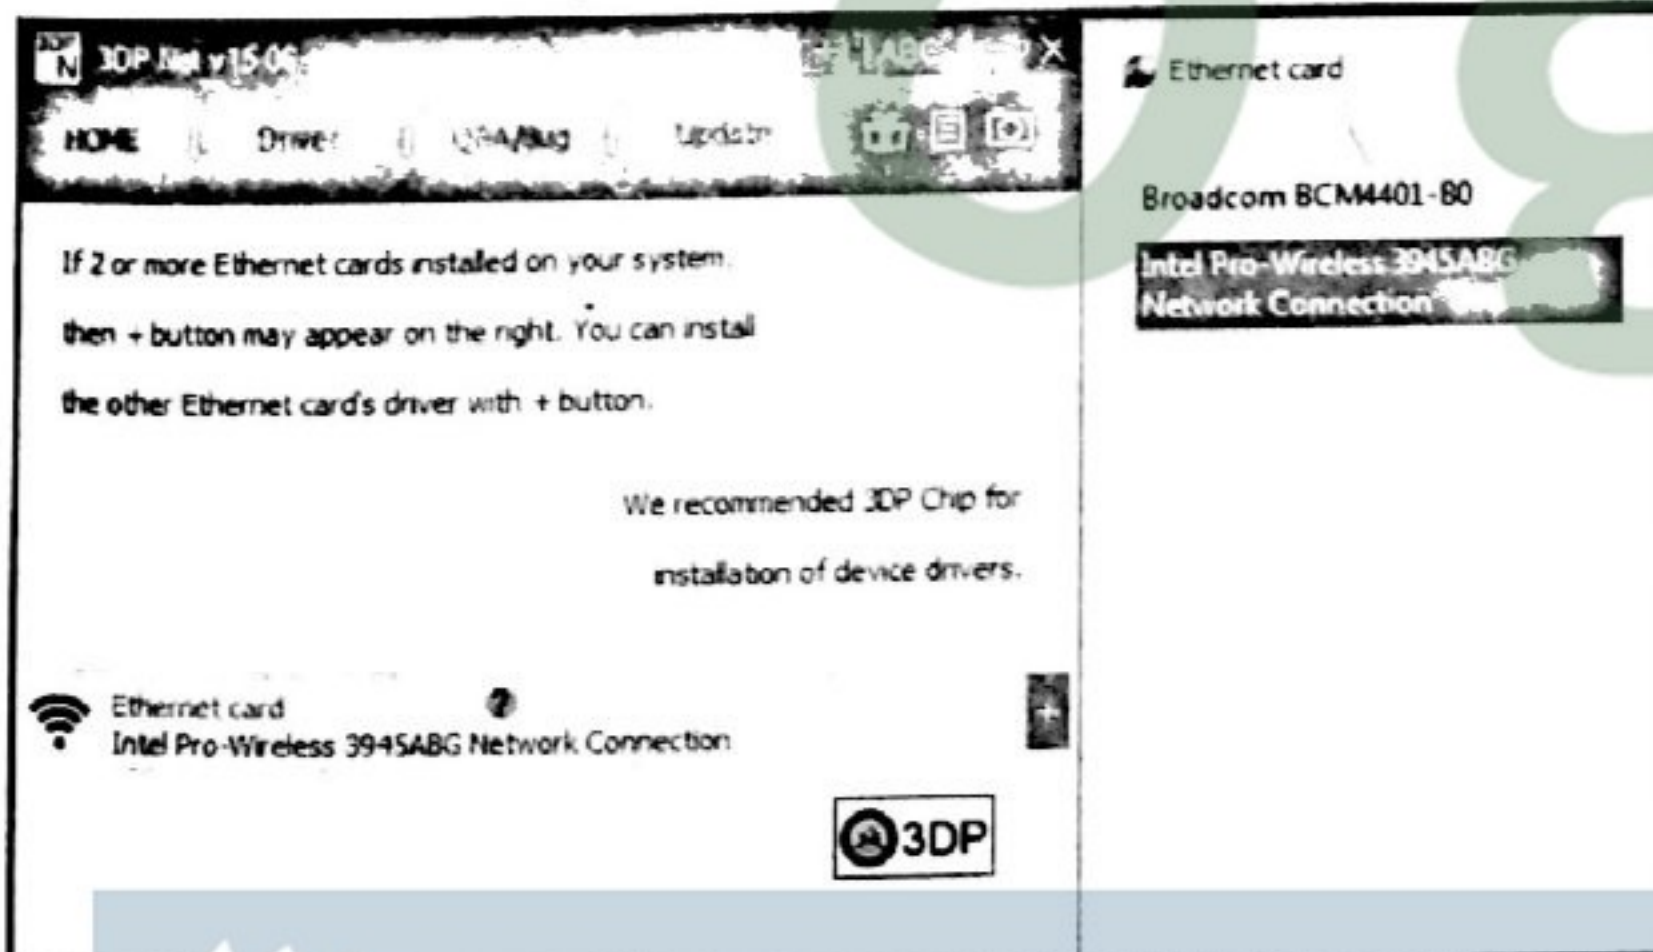 3DP Net v15.06
HOME Driver Q&A/Bug Update
If 2 or more Ethernet cards installed on your system,
then + button may appear on the right. You can install
the other Ethernet card's driver with + button.
We recommended 3DP Chip for
installation of device drivers.
Ethernet card ?
Intel Pro-Wireless 3945ABG Network Connection
+
3DP
Ethernet card
Broadcom BCM4401-B0
Intel Pro-Wireless 3945ABG
Network Connection